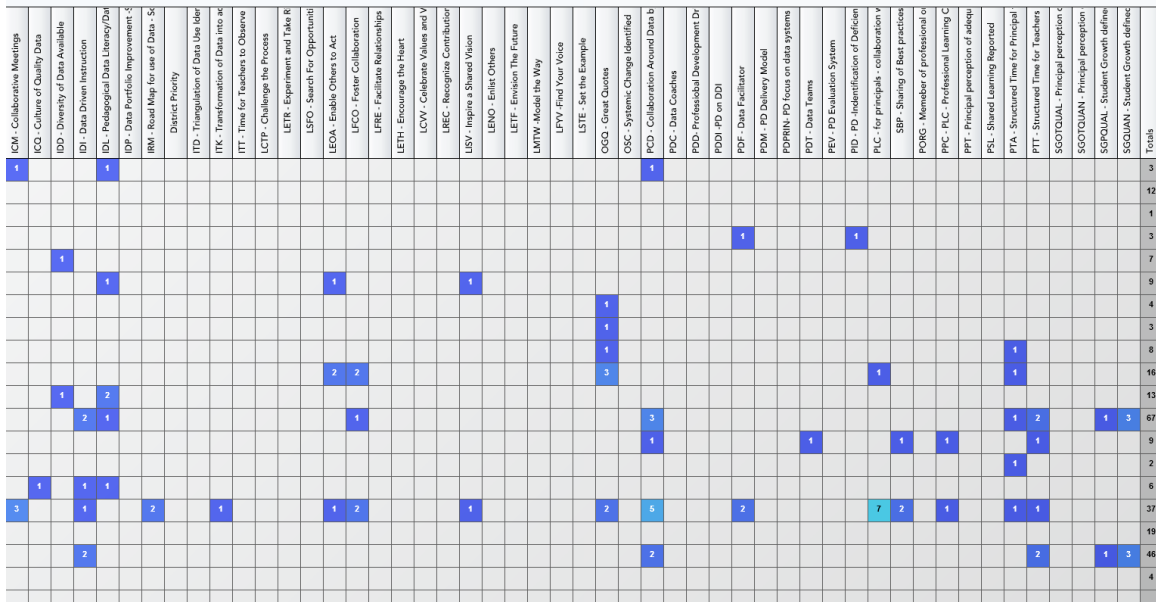 ICM - Collaborative Meetings
ICQ - Culture of Quality Data
IDD - Diversity of Data Available
IDI - Data Driven Instruction
IDL - Pedagogical Data Literacy/Dat
IDP - Data Portfolio Improvement -S
IRM - Road Map for use of Data - Sc
District Priority
ITD - Triangulation of Data Use Iden
ITK - Transformation of Data into ac
ITT - Time for Teachers to Observe
LCTP - Challenge the Process
LETR - Experiment and Take R
LSFO - Search For Opportuniti
LEOA - Enable Others to Act
LFCO - Foster Collaboration
LFRE - Facilitate Relationships
LETH - Encourage the Heart
LCVV - Celebrate Values and V
LREC - Recognize Contribution
LISV - Inspire a Shared Vision
LENO - Enlist Others
LETF - Envision The Future
LMTW -Model the Way
LFYV -Find Your Voice
LSTE - Set the Example
OGQ - Great Quotes
OSC - Systemic Change Identified
PCD - Collaboration Around Data b
PDC - Data Coaches
PDD- Professiobal Development Dr
PDDI -PD on DDI
PDF - Data Facilitator
PDM - PD Delivery Model
PDPRIN- PD focus on data systems
PDT - Data Teams
PEV - PD Evaluation System
PID - PD -Indentification of Deficien
PLC - for principals - collaboration w
SBP - Sharing of Best practices
PORG - Memeber of professional o
PPC - PLC - Professional Learning C
PPT - Principal perception of adequ
PSL - Shared Learning Reported
PTA - Structured Time for Principal
PTT - Structured Time for Teachers
SGOTQUAL - Principal perception c
SGOTQUAN - Principal perception
SGPQUAL - Student Growth define
SGQUAN - Student Growth defined
Totals
1 1 1 3
12
1
1 1 3
1 7
1 1 1 9
1 4
1 3
1 1 8
2 2 3 1 1 16
1 2 13
2 1 1 3 1 2 1 3 67
1 1 1 1 1 9
1 2
1 1 1 6
3 1 2 1 1 2 1 2 5 2 7 2 1 1 1 37
19
2 2 2 1 3 46
4